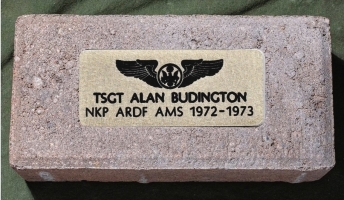 TSGT ALAN BUDINGTON
NKP ARDF AMS 1972-1973